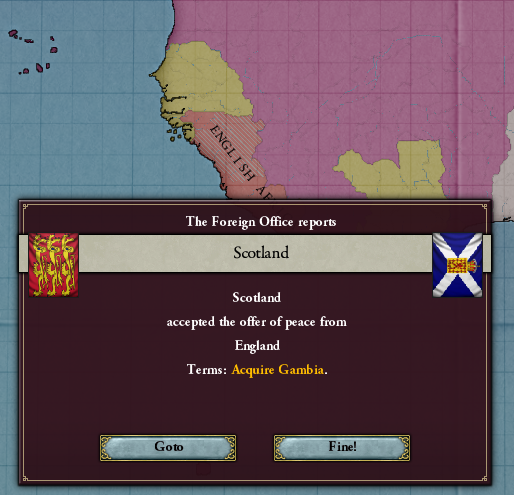 ENGLISH AF
The Foreign Office reports
Scotland
Scotland
accepted the offer of peace from
England
Terms: Acquire Gambia.
Goto
Fine!